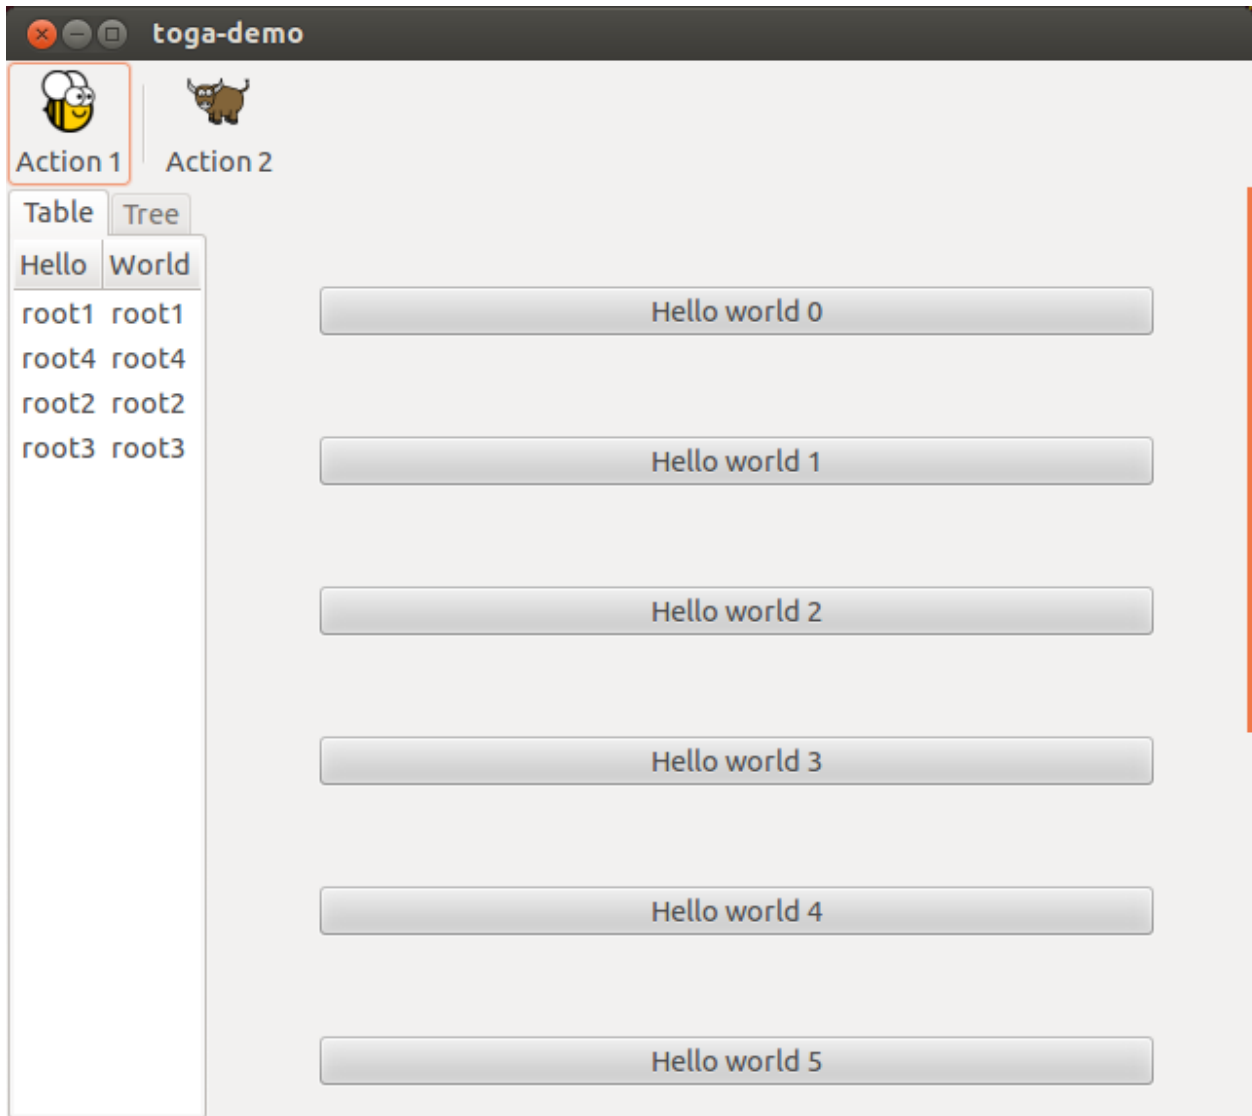 toga-demo
Action 1 Action 2
Table Tree
Hello World
root1 root1
root4 root4
root2 root2
root3 root3
Hello world 0
Hello world 1
Hello world 2
Hello world 3
Hello world 4
Hello world 5